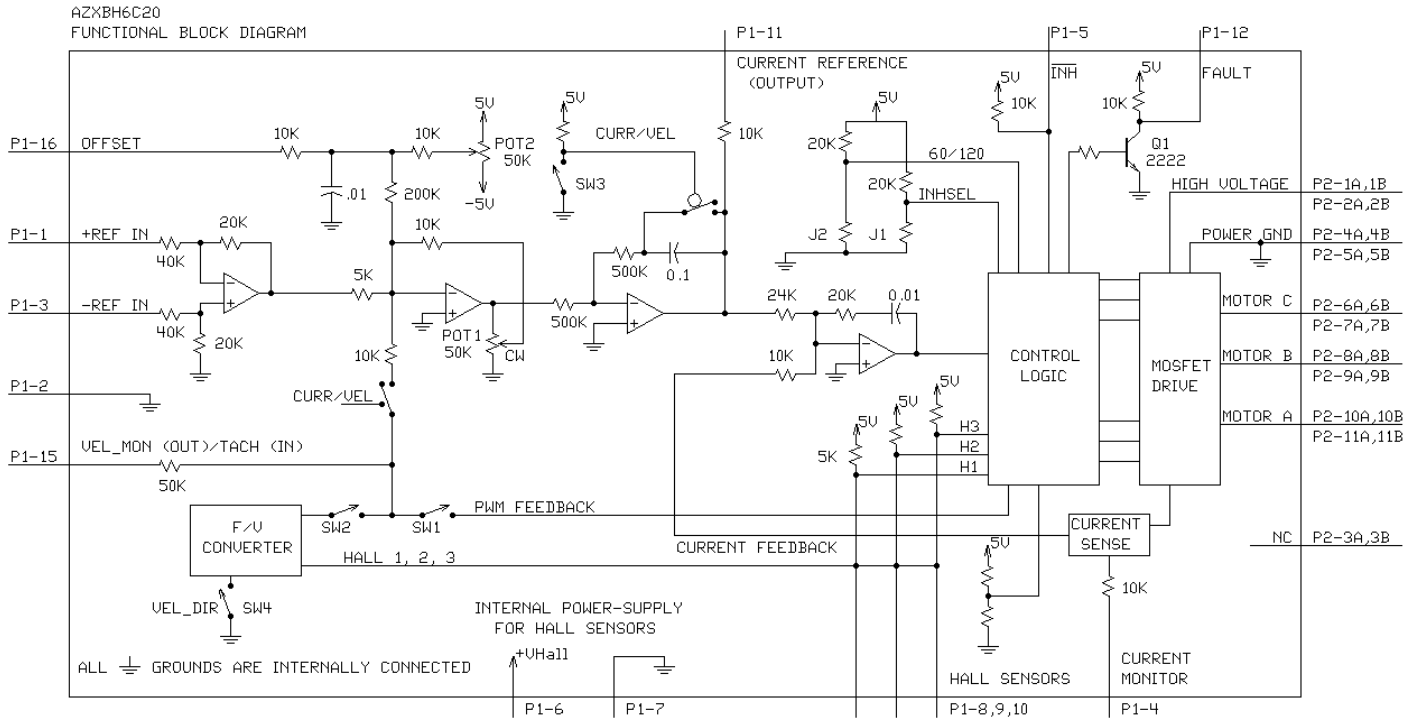 AZXBH6C20
FUNCTIONAL BLOCK DIAGRAM
P1-11
P1-5
P1-12
CURRENT REFERENCE
(OUTPUT)
INH
FAULT
5V
10K
5V
10K
5V
5V
5V
P1-16
OFFSET
10K
10K
POT2
50K
-5V
.01
200K
CURR/VEL
SW3
10K
20K
60/120
20K
INHSEL
J2
J1
Q1
2222
HIGH VOLTAGE
P2-1A,1B
P2-2A,2B
P1-1
+REF IN
20K
40K
10K
500K
0.1
POWER GND
P2-4A,4B
P2-5A,5B
P1-3
-REF IN
40K
20K
5K
POT1
50K
CW
500K
24K
20K
0.01
10K
CONTROL
LOGIC
MOSFET
DRIVE
MOTOR C
P2-6A,6B
P2-7A,7B
MOTOR B
P2-8A,8B
P2-9A,9B
MOTOR A
P2-10A,10B
P2-11A,11B
P1-2
10K
CURR/VEL
P1-15
VEL_MON (OUT)/TACH (IN)
50K
5V
5V
5V
5K
H3
H2
H1
F/V
CONVERTER
SW2
SW1
PWM FEEDBACK
HALL 1, 2, 3
CURRENT FEEDBACK
CURRENT
SENSE
5V
10K
NC
P2-3A,3B
VEL_DIR
SW4
INTERNAL POWER-SUPPLY
FOR HALL SENSORS
+VHall
ALL GROUNDS ARE INTERNALLY CONNECTED
HALL SENSORS
CURRENT
MONITOR
P1-6
P1-7
P1-8,9,10
P1-4